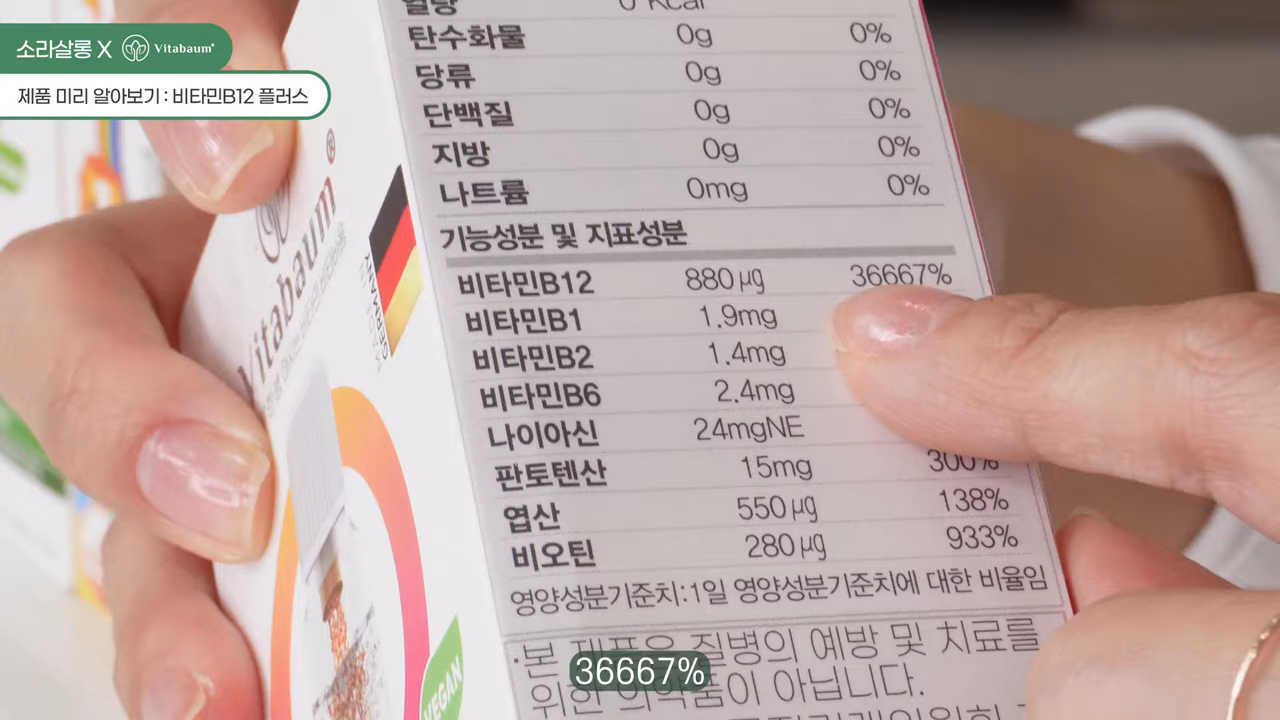 소라살롱 X Vitabaum®
제품 미리 알아보기 : 비타민B12 플러스
열량 0 Kcal
탄수화물 0g 0%
당류 0g 0%
단백질 0g 0%
지방 0g 0%
나트륨 0mg 0%
기능성분 및 지표성분
비타민B12 880㎍ 36667%
비타민B1 1.9mg
비타민B2 1.4mg
비타민B6 2.4mg
나이아신 24mgNE
판토텐산 15mg 300%
엽산 550㎍ 138%
비오틴 280㎍ 933%
영양성분기준치:1일 영양성분기준치에 대한 비율임
·본 제품은 질병의 예방 및 치료를
위한 의약품이 아닙니다.
Vitabaum®
GERMANY
VEGAN
36667%